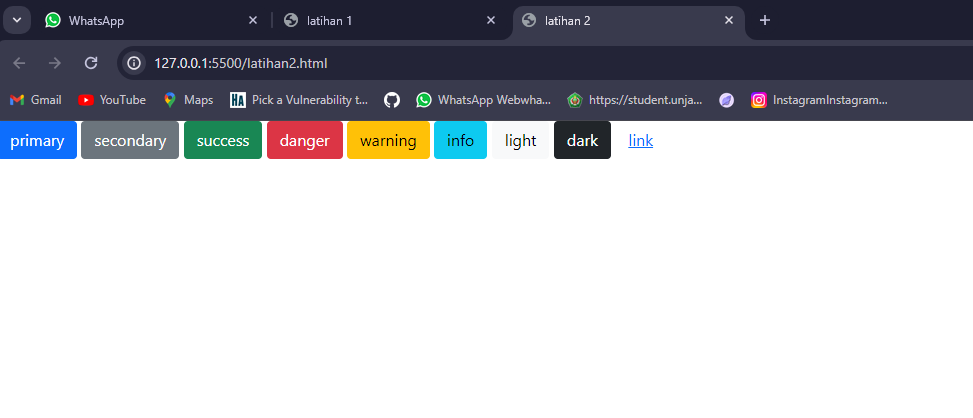 WhatsApp latihan 1 latihan 2
127.0.0.1:5500/latihan2.html
Gmail YouTube Maps HA Pick a Vulnerability t... WhatsApp Webwha... https://student.unja... InstagramInstagram...
primary secondary success danger warning info light dark link